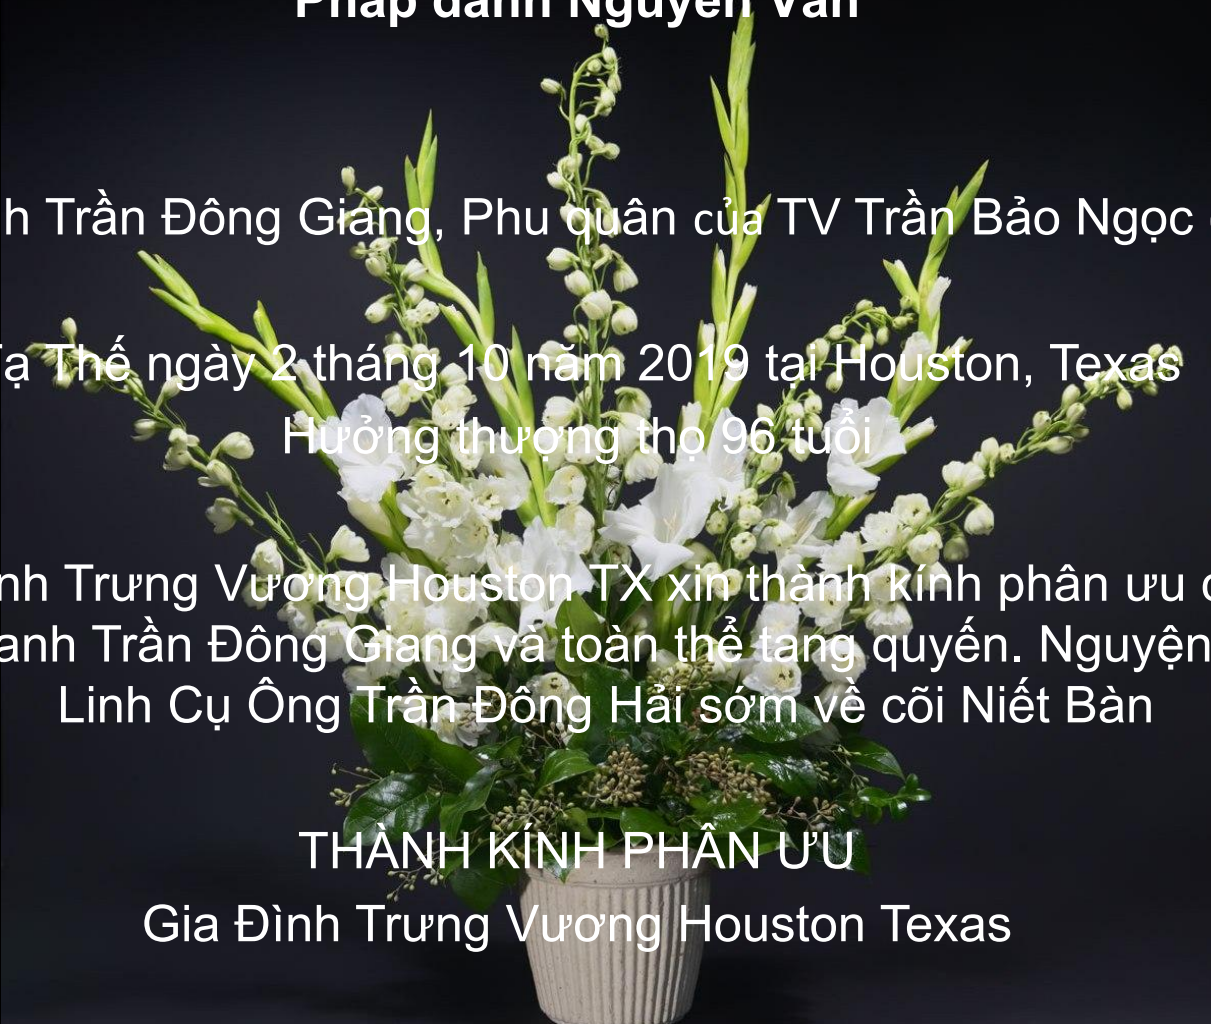 Pháp danh Nguyên Vân
h Trần Đông Giang, Phu quân của TV Trần Bảo Ngọc
Tạ Thế ngày 2 tháng 10 năm 2019 tại Houston, Texas
Hưởng thượng thọ 96 tuổi
nh Trưng Vương Houston TX xin thành kính phân ưu
anh Trần Đông Giang và toàn thể tang quyến. Nguyện
Linh Cụ Ông Trần Đông Hải sớm về cõi Niết Bàn
THÀNH KÍNH PHÂN ƯU
Gia Đình Trưng Vương Houston Texas